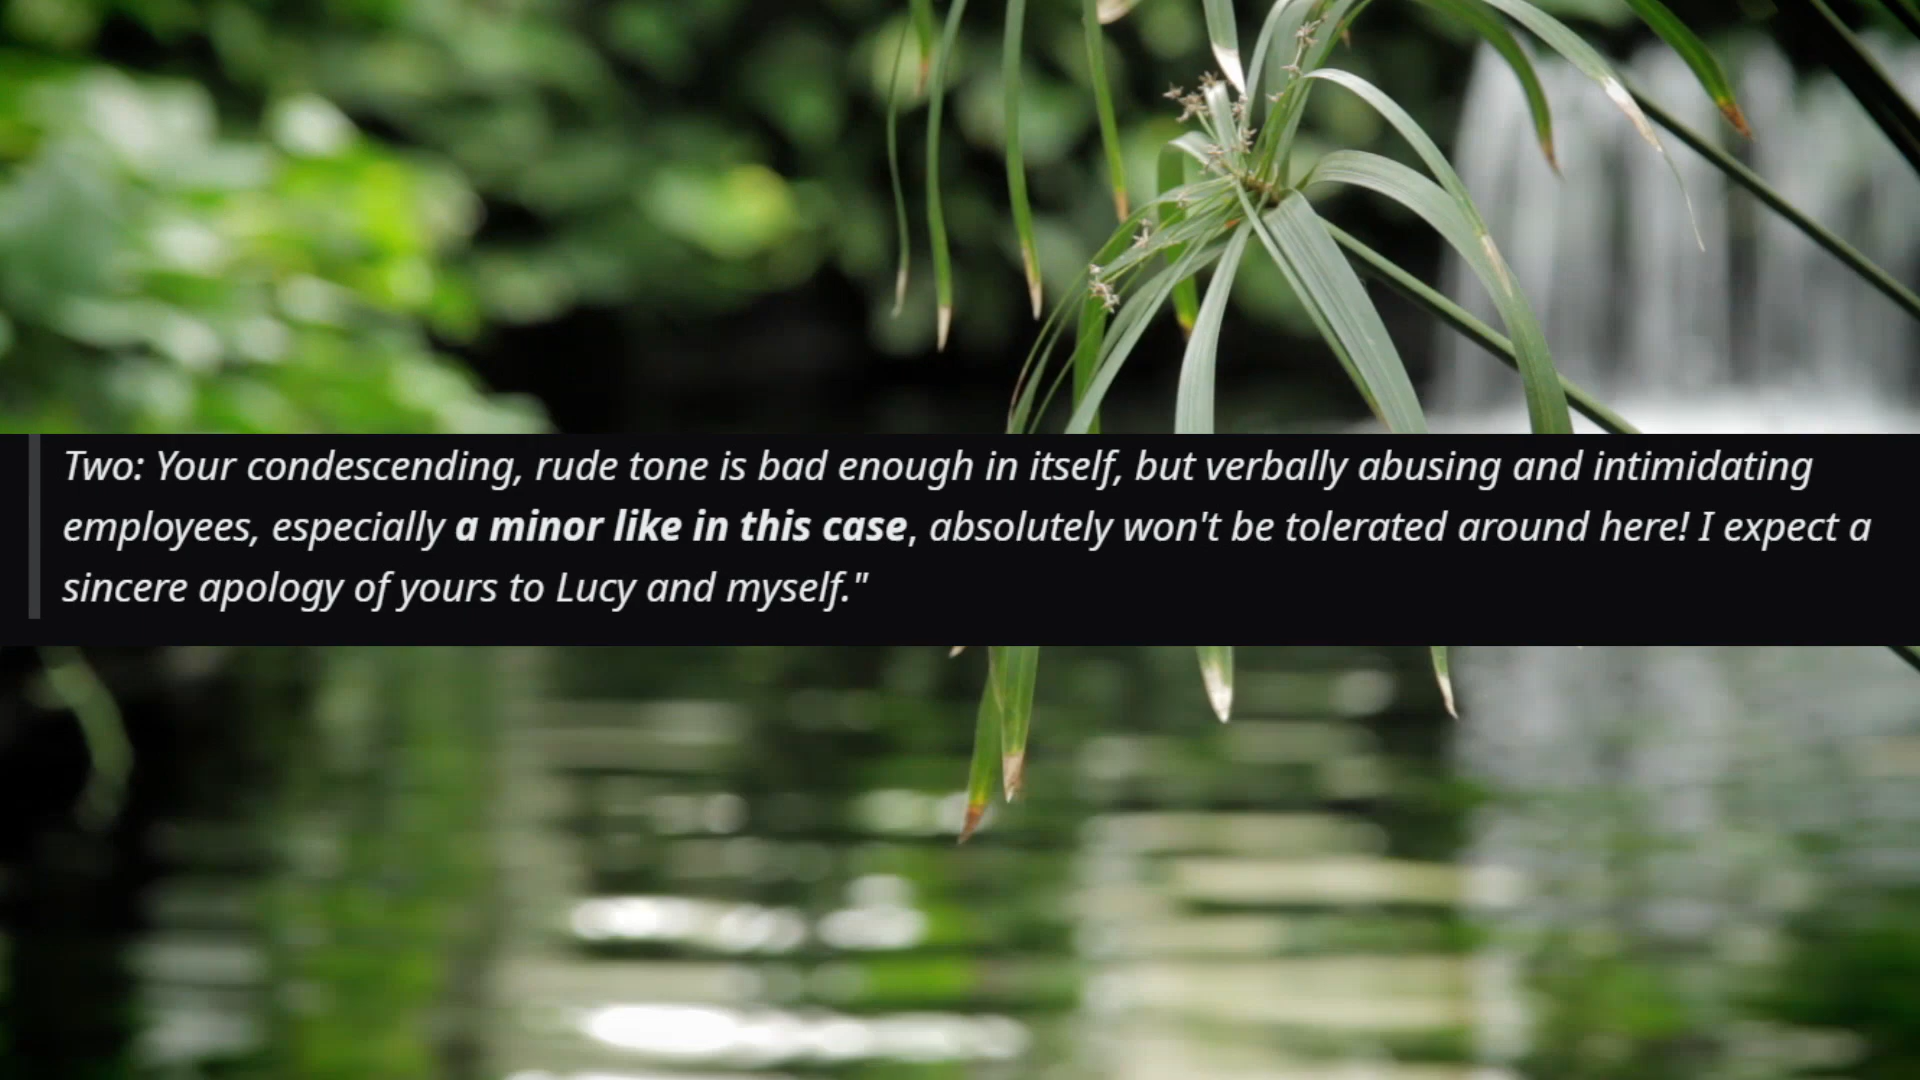 Two: Your condescending, rude tone is bad enough in itself, but verbally abusing and intimidating
employees, especially a minor like in this case, absolutely won't be tolerated around here! I expect a
sincere apology of yours to Lucy and myself."